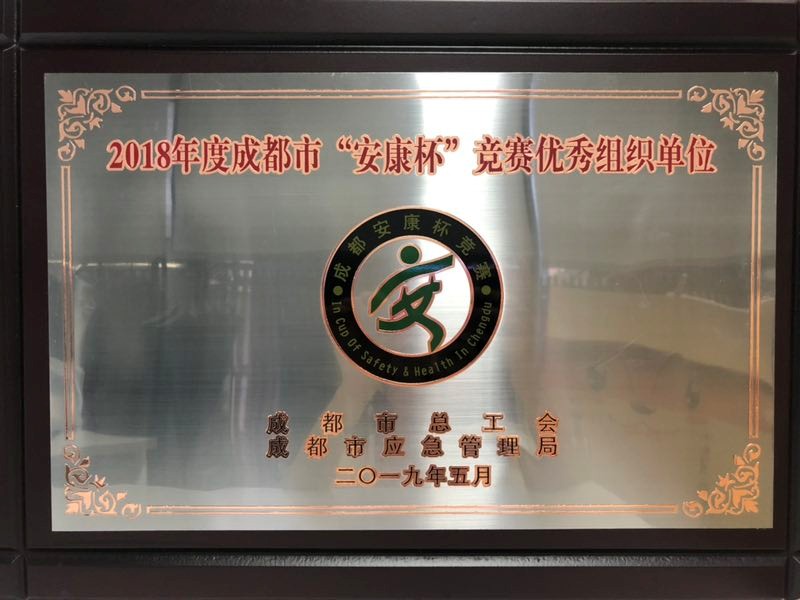 2018年度成都市“安康杯”竞赛优秀组织单位
成都安康杯竞赛
In Cup Of Safety & Health In Chengdu
成都市总工会
成都市应急管理局
二〇一九年五月